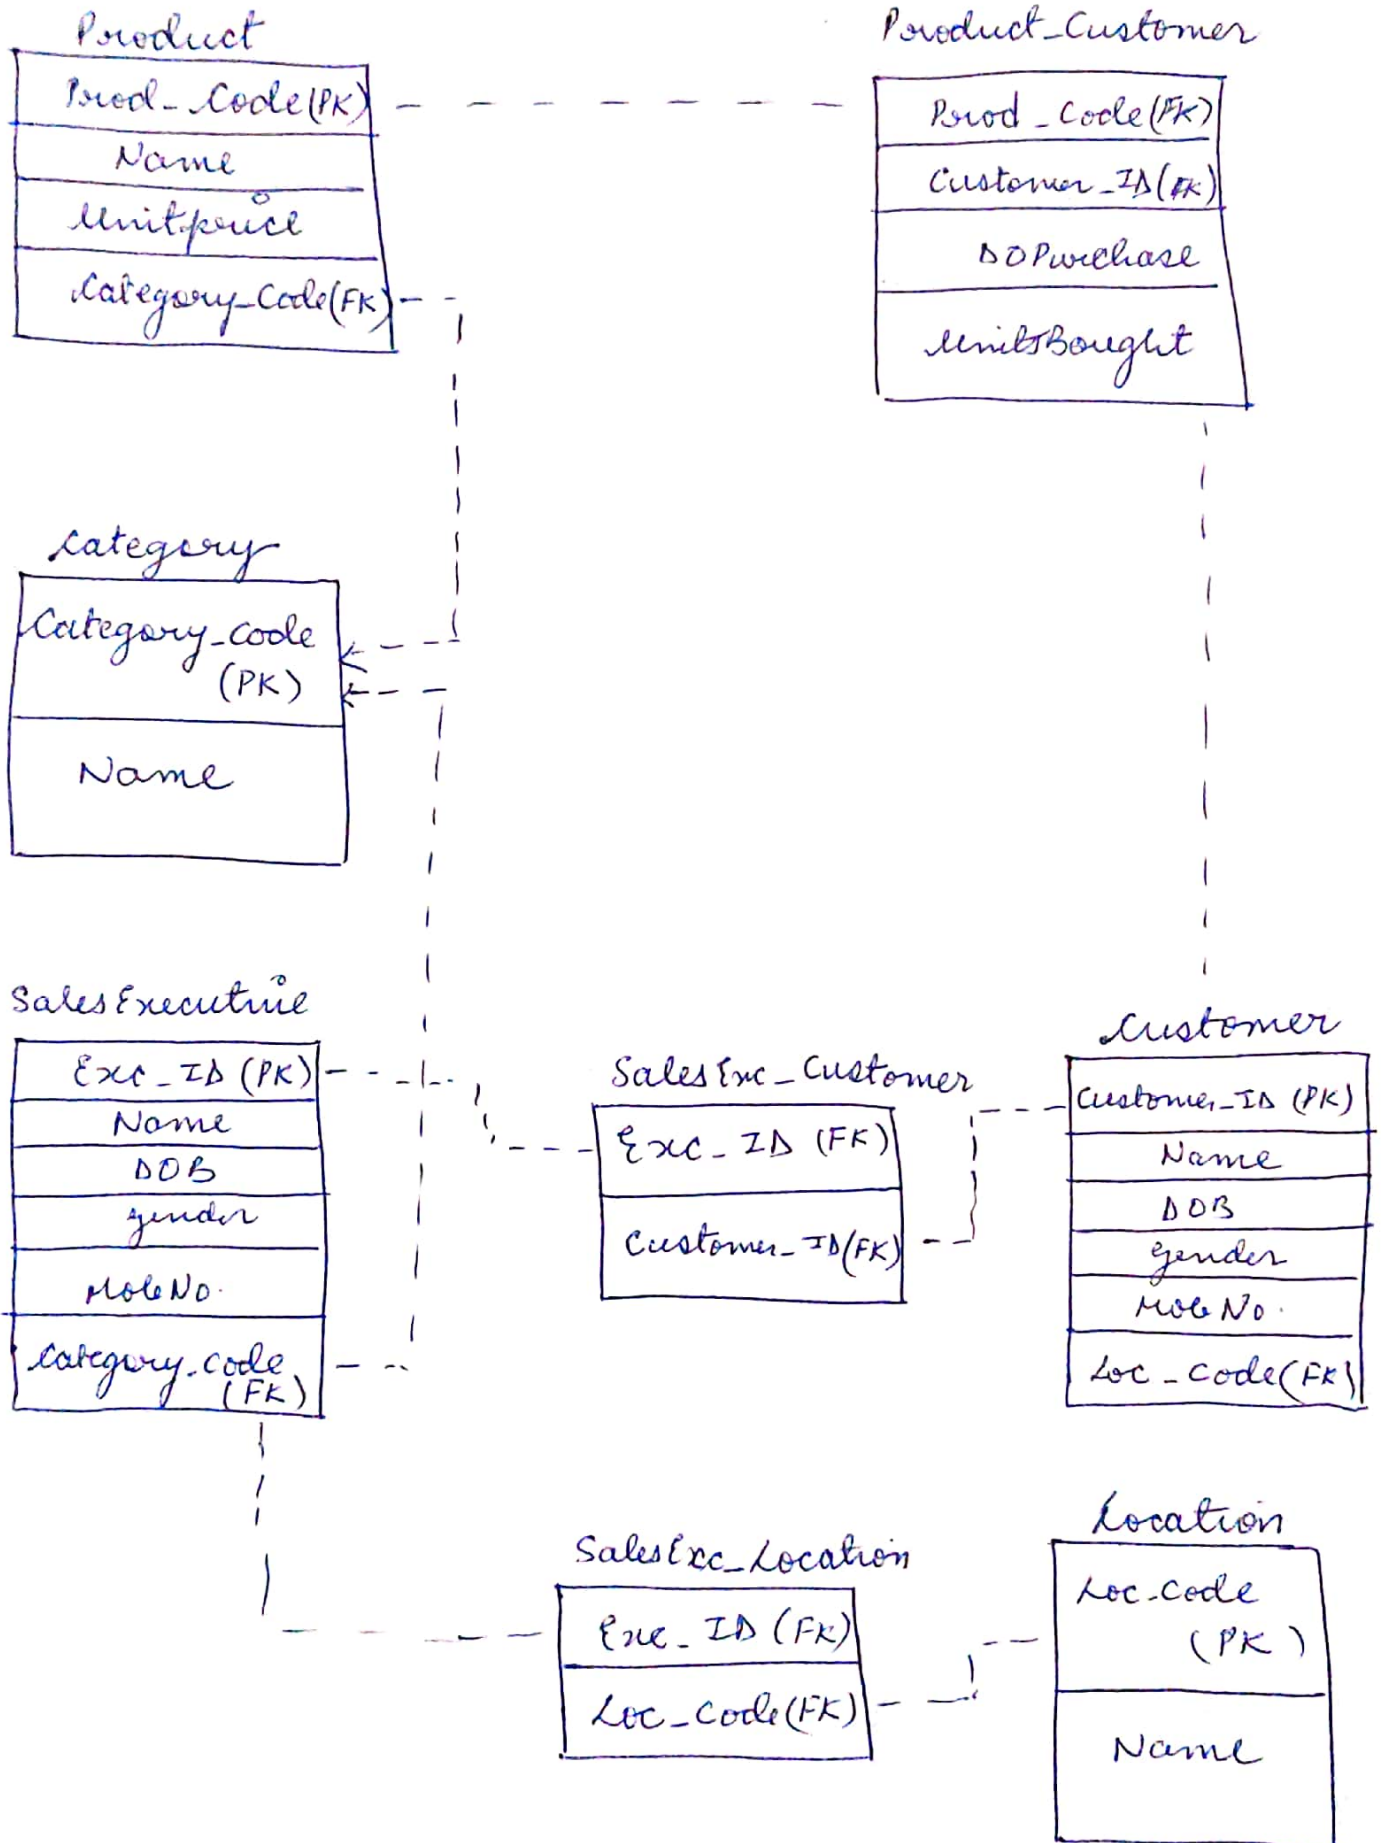 Product
Prod_Code(PK)
Name
Unitprice
Category_Code(FK)
Product_Customer
Prod_Code(FK)
Customer_ID(FK)
DOPurchase
UnitsBought
Category
Category_code
(PK)
Name
SalesExecutive
Exc_ID (PK)
Name
DOB
gender
MobNo.
Category_code
(FK)
SalesExc_Customer
Exc_ID (FK)
Customer_ID(FK)
Customer
Customer_ID (PK)
Name
DOB
gender
MobNo.
Loc_Code(FK)
SalesExc_Location
Exc_ID (FK)
Loc_Code(FK)
Location
Loc_Code
(PK)
Name